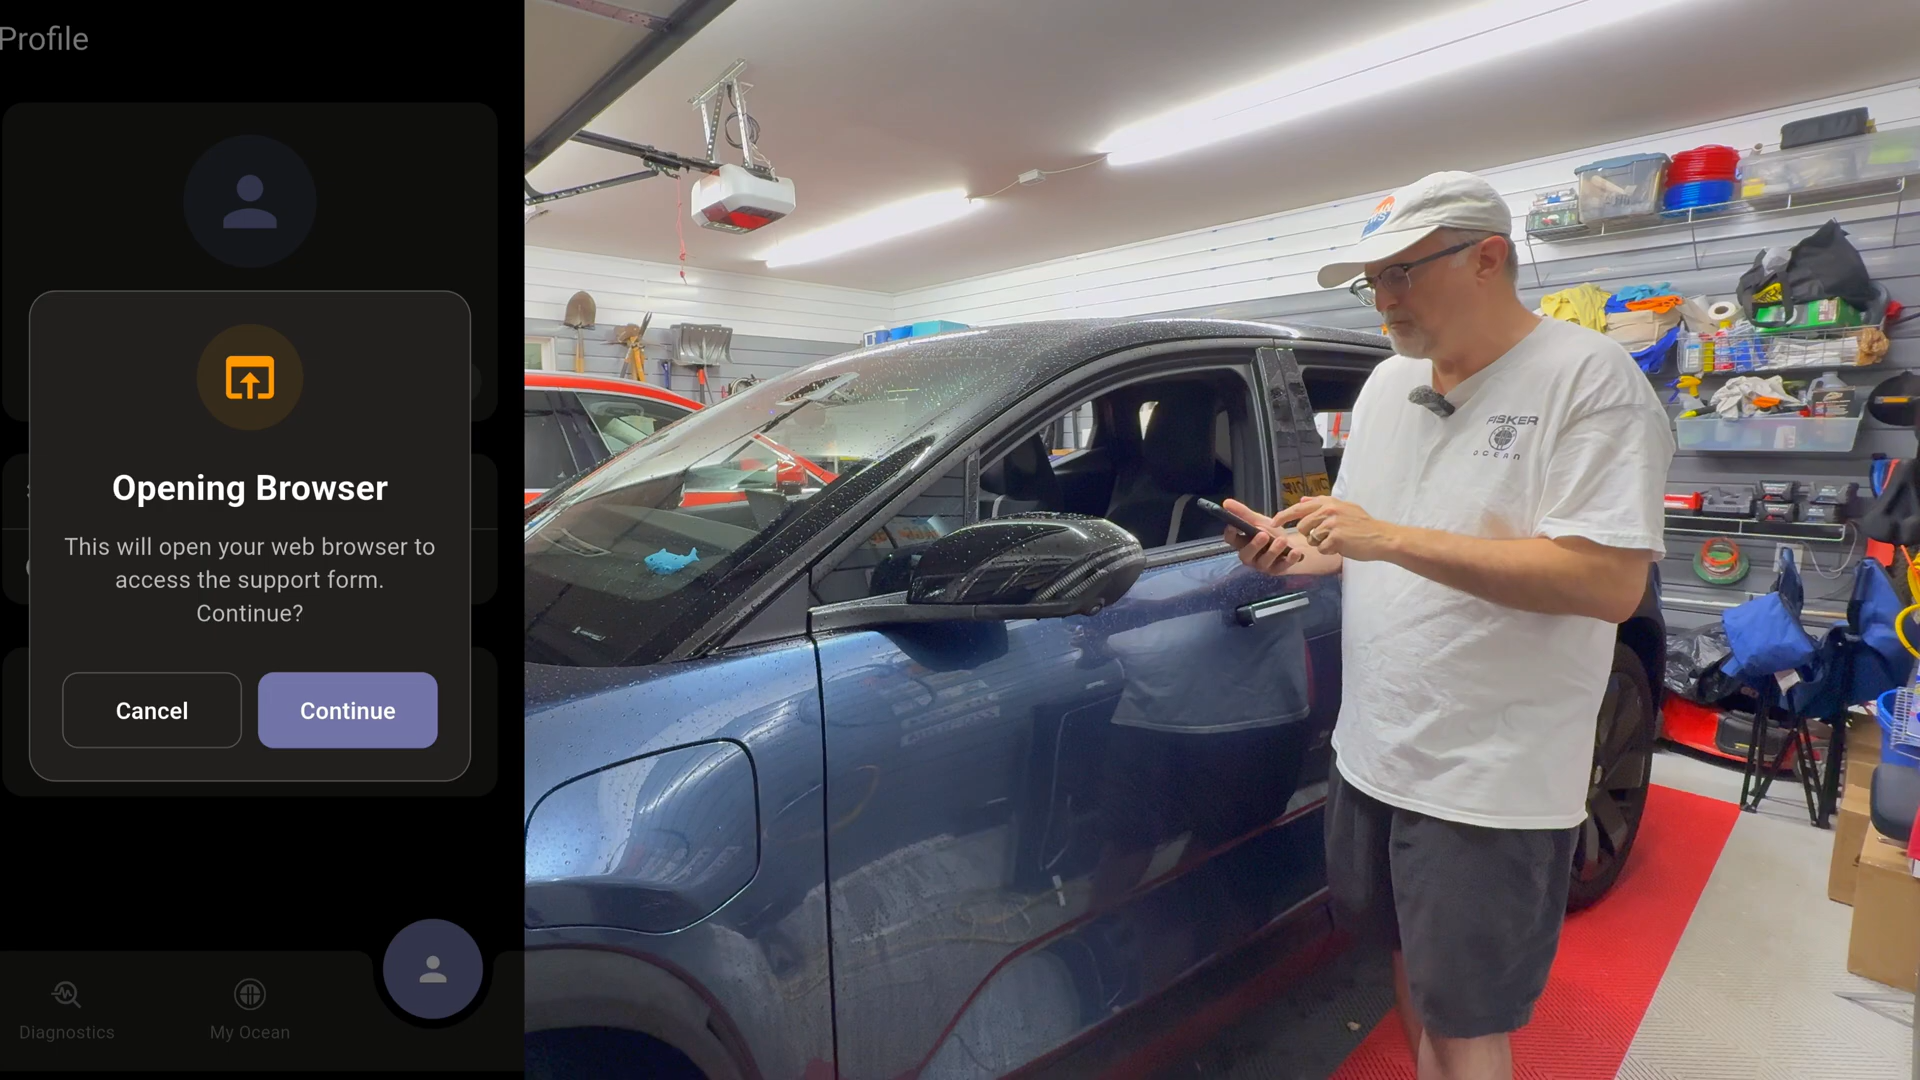 Profile
Opening Browser
This will open your web browser to
access the support form.
Continue?
Cancel
Continue
Diagnostics
My Ocean
FISKER
OCEAN